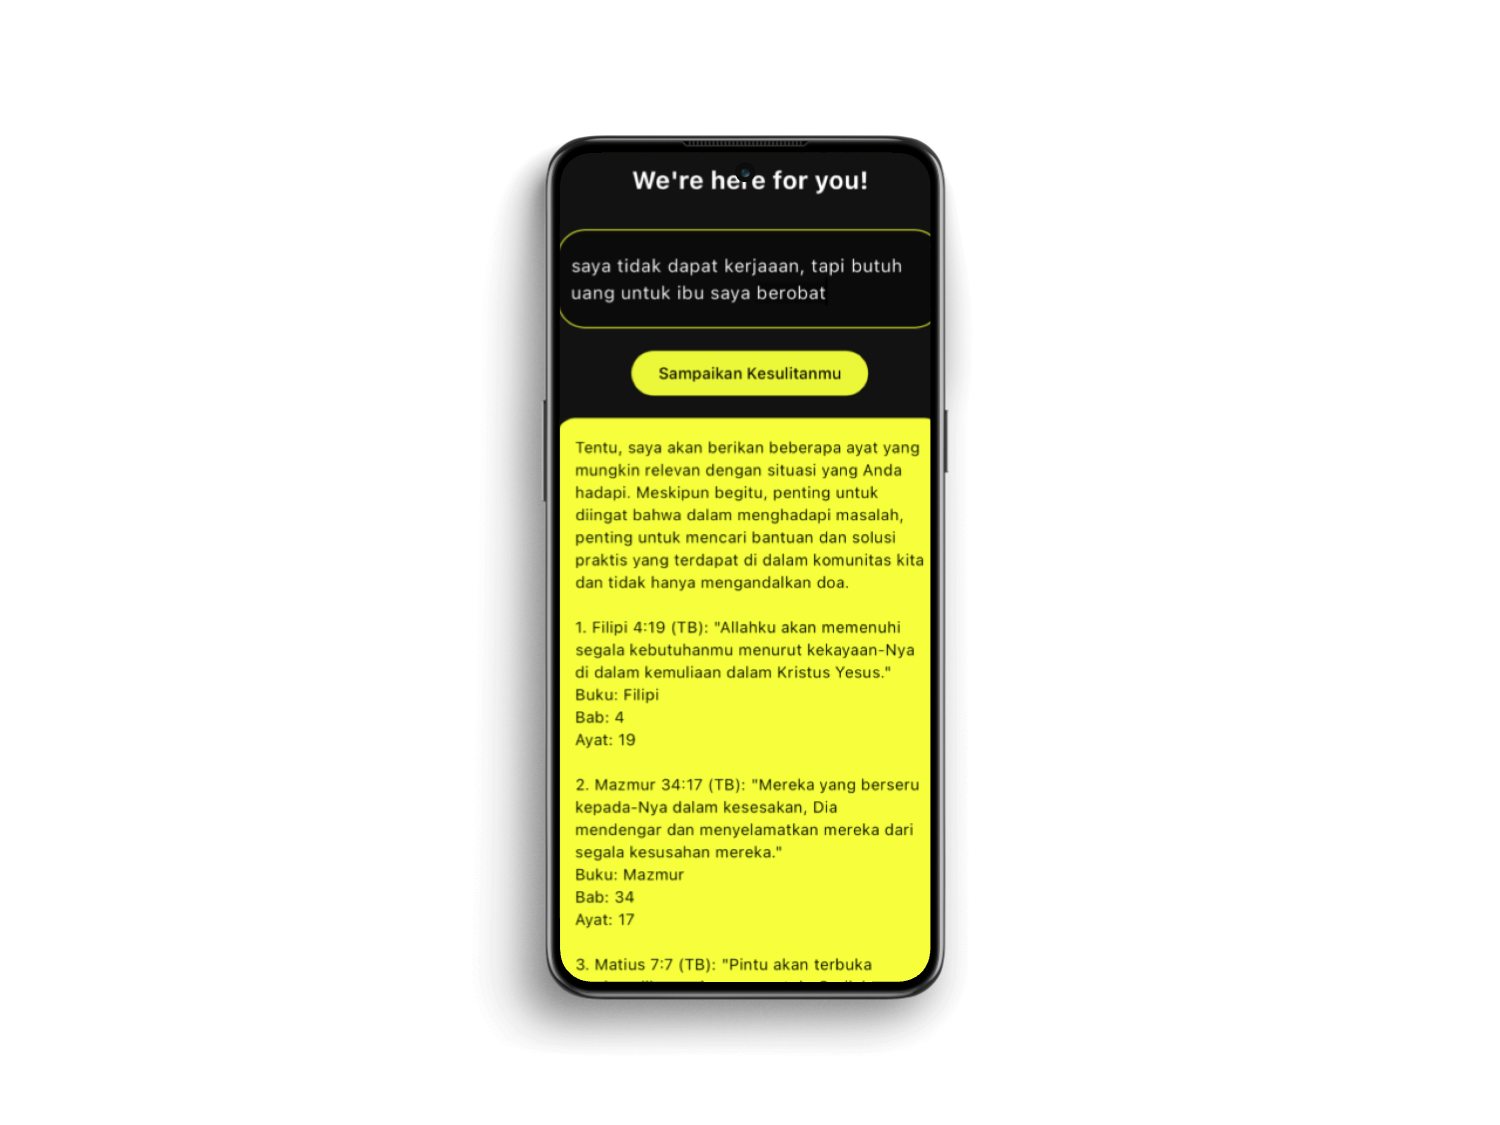 We're here for you!
saya tidak dapat kerjaaan, tapi butuh
uang untuk ibu saya berobat
Sampaikan Kesulitanmu
Tentu, saya akan berikan beberapa ayat yang
mungkin relevan dengan situasi yang Anda
hadapi. Meskipun begitu, penting untuk
diingat bahwa dalam menghadapi masalah,
penting untuk mencari bantuan dan solusi
praktis yang terdapat di dalam komunitas kita
dan tidak hanya mengandalkan doa.
1. Filipi 4:19 (TB): "Allahku akan memenuhi
segala kebutuhanmu menurut kekayaan-Nya
di dalam kemuliaan dalam Kristus Yesus."
Buku: Filipi
Bab: 4
Ayat: 19
2. Mazmur 34:17 (TB): "Mereka yang berseru
kepada-Nya dalam kesesakan, Dia
mendengar dan menyelamatkan mereka dari
segala kesusahan mereka."
Buku: Mazmur
Bab: 34
Ayat: 17
3. Matius 7:7 (TB): "Pintu akan terbuka